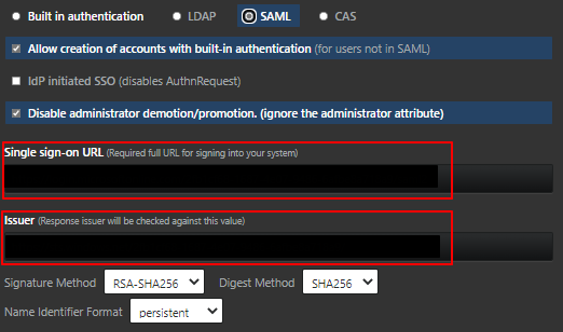 Built in authentication LDAP SAML CAS
Allow creation of accounts with built-in authentication (for users not in SAML)
IdP initiated SSO (disables AuthnRequest)
Disable administrator demotion/promotion. (ignore the administrator attribute)
Single sign-on URL (Required full URL for signing into your system)
Issuer (Response issuer will be checked against this value)
Signature Method RSA-SHA256 Digest Method SHA256
Name Identifier Format persistent